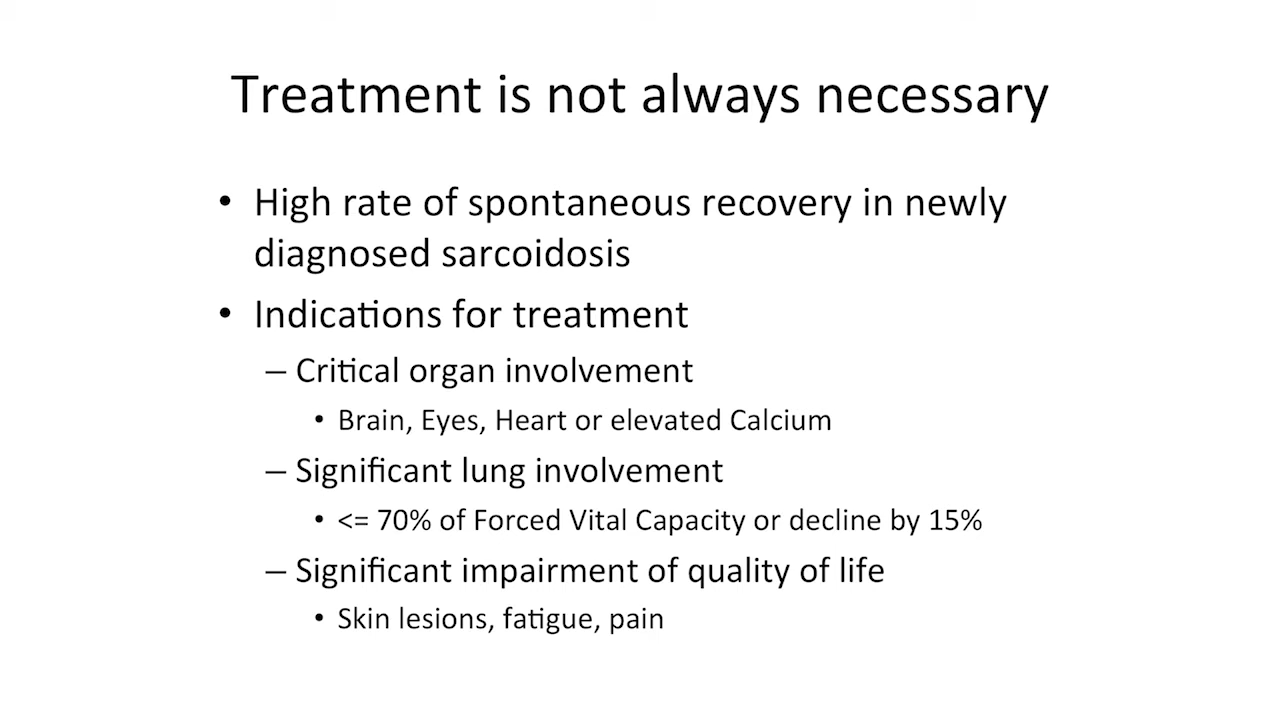 Treatment is not always necessary
• High rate of spontaneous recovery in newly
diagnosed sarcoidosis
• Indications for treatment
– Critical organ involvement
• Brain, Eyes, Heart or elevated Calcium
– Significant lung involvement
• <= 70% of Forced Vital Capacity or decline by 15%
– Significant impairment of quality of life
• Skin lesions, fatigue, pain